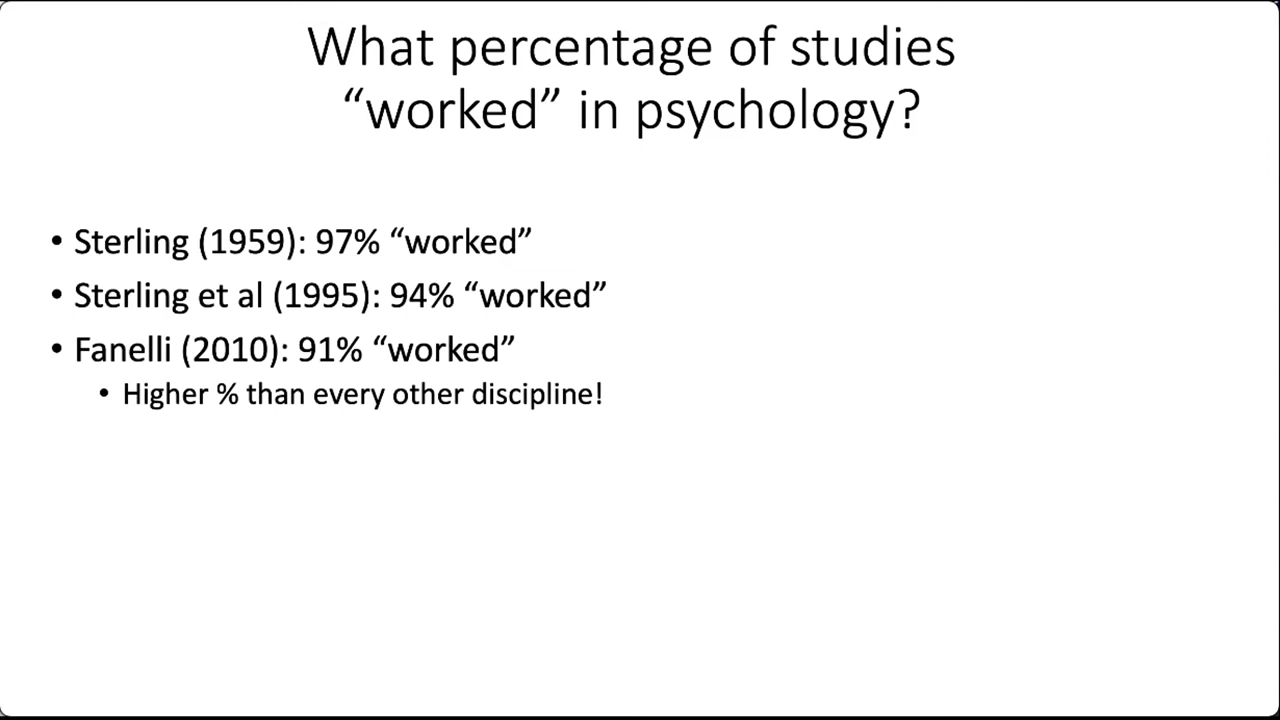 What percentage of studies
“worked” in psychology?
• Sterling (1959): 97% “worked”
• Sterling et al (1995): 94% “worked”
• Fanelli (2010): 91% “worked”
• Higher % than every other discipline!